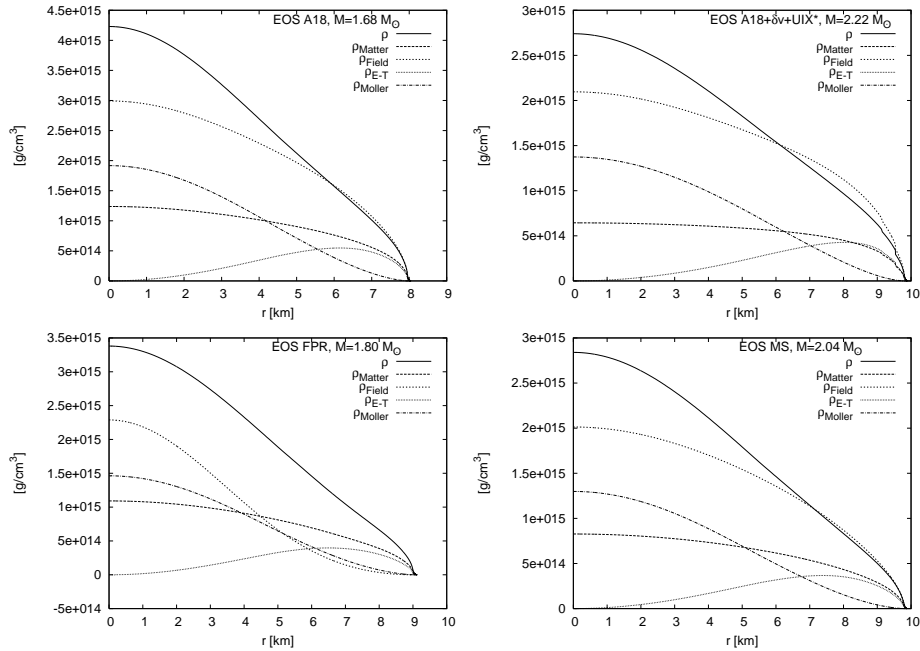 EOS A18, M=1.68 M⊙
ρ
ρMatter
ρField
ρE-T
ρMoller
4.5e+015
4e+015
3.5e+015
3e+015
2.5e+015
2e+015
1.5e+015
1e+015
5e+014
0
[g/cm³]
0 1 2 3 4 5 6 7 8 9
r [km]
EOS A18+δv+UIX*, M=2.22 M⊙
ρ
ρMatter
ρField
ρE-T
ρMoller
3e+015
2.5e+015
2e+015
1.5e+015
1e+015
5e+014
0
[g/cm³]
0 1 2 3 4 5 6 7 8 9 10
r [km]
EOS FPR, M=1.80 M⊙
ρ
ρMatter
ρField
ρE-T
ρMoller
3.5e+015
3e+015
2.5e+015
2e+015
1.5e+015
1e+015
5e+014
0
-5e+014
[g/cm³]
0 1 2 3 4 5 6 7 8 9 10
r [km]
EOS MS, M=2.04 M⊙
ρ
ρMatter
ρField
ρE-T
ρMoller
3e+015
2.5e+015
2e+015
1.5e+015
1e+015
5e+014
0
[g/cm³]
0 1 2 3 4 5 6 7 8 9 10
r [km]